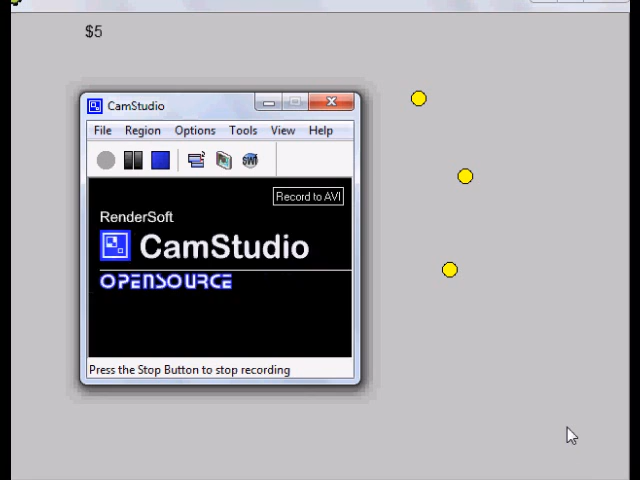 $5
CamStudio
File Region Options Tools View Help
Record to AVI
RenderSoft
CamStudio
OPENSOURCE
Press the Stop Button to stop recording